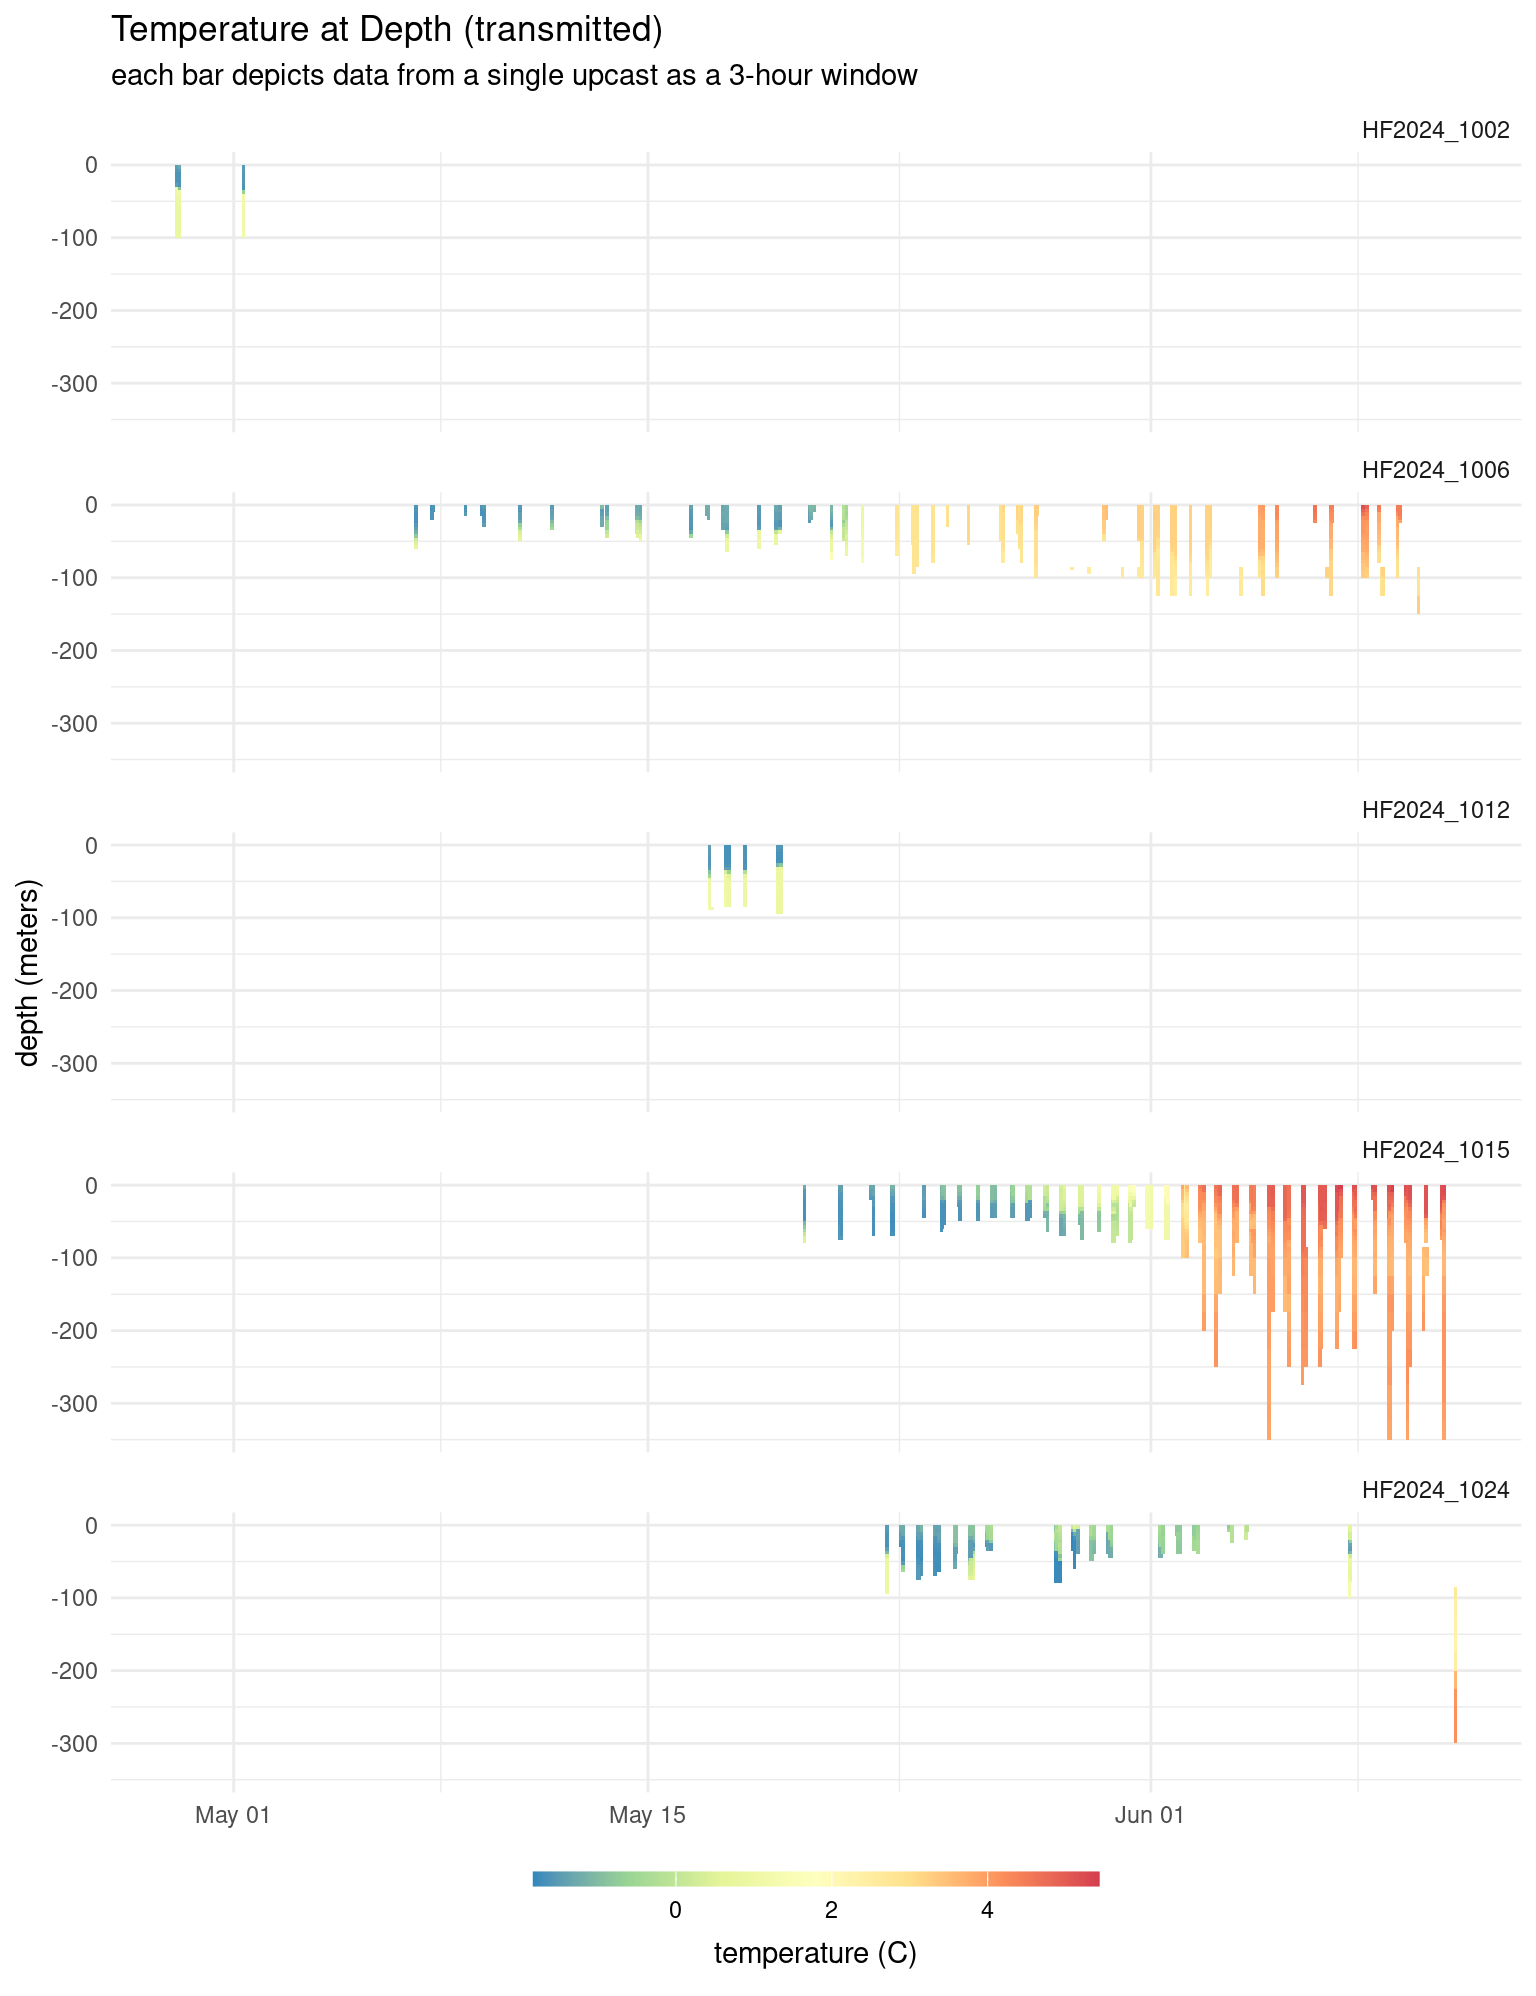 Temperature at Depth (transmitted)
each bar depicts data from a single upcast as a 3-hour window
HF2024_1002
0
-100
-200
-300
HF2024_1006
0
-100
-200
-300
HF2024_1012
0
-100
-200
-300
depth (meters)
HF2024_1015
0
-100
-200
-300
HF2024_1024
0
-100
-200
-300
May 01 May 15 Jun 01
0 2 4
temperature (C)